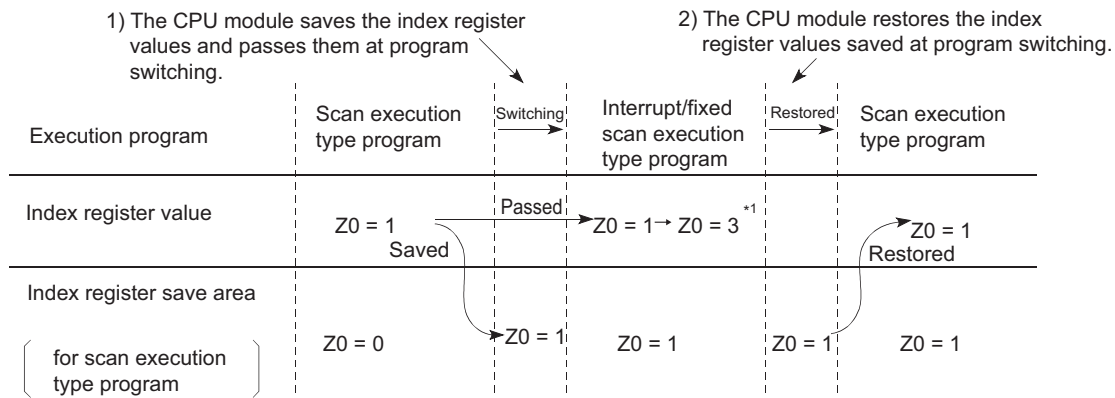 1) The CPU module saves the index register
values and passes them at program
switching.
2) The CPU module restores the index
register values saved at program switching.
Execution program
Scan execution
type program
Switching
Interrupt/fixed
scan execution
type program
Restored
Scan execution
type program
Index register value
Z0 = 1
Passed
Saved
Z0 = 1→ Z0 = 3 *1
Z0 = 1
Restored
Index register save area
for scan execution
type program
Z0 = 0
Z0 = 1
Z0 = 1
Z0 = 1
Z0 = 1